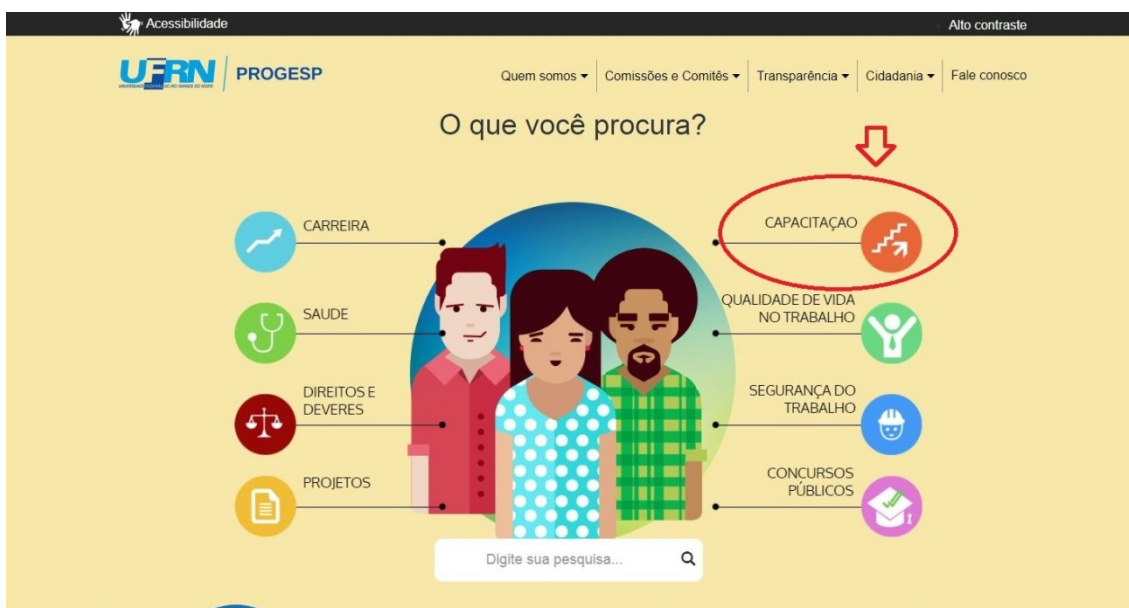 Acessibilidade
Alto contraste
UFRN
PROGESP
Quem somos
Comissões e Comitês
Transparência
Cidadania
Fale conosco
O que você procura?
CARREIRA
CAPACITAÇAO
SAUDE
QUALIDADE DE VIDA
NO TRABALHO
DIREITOS E
DEVERES
SEGURANÇA DO
TRABALHO
PROJETOS
CONCURSOS
PÚBLICOS
Digite sua pesquisa...